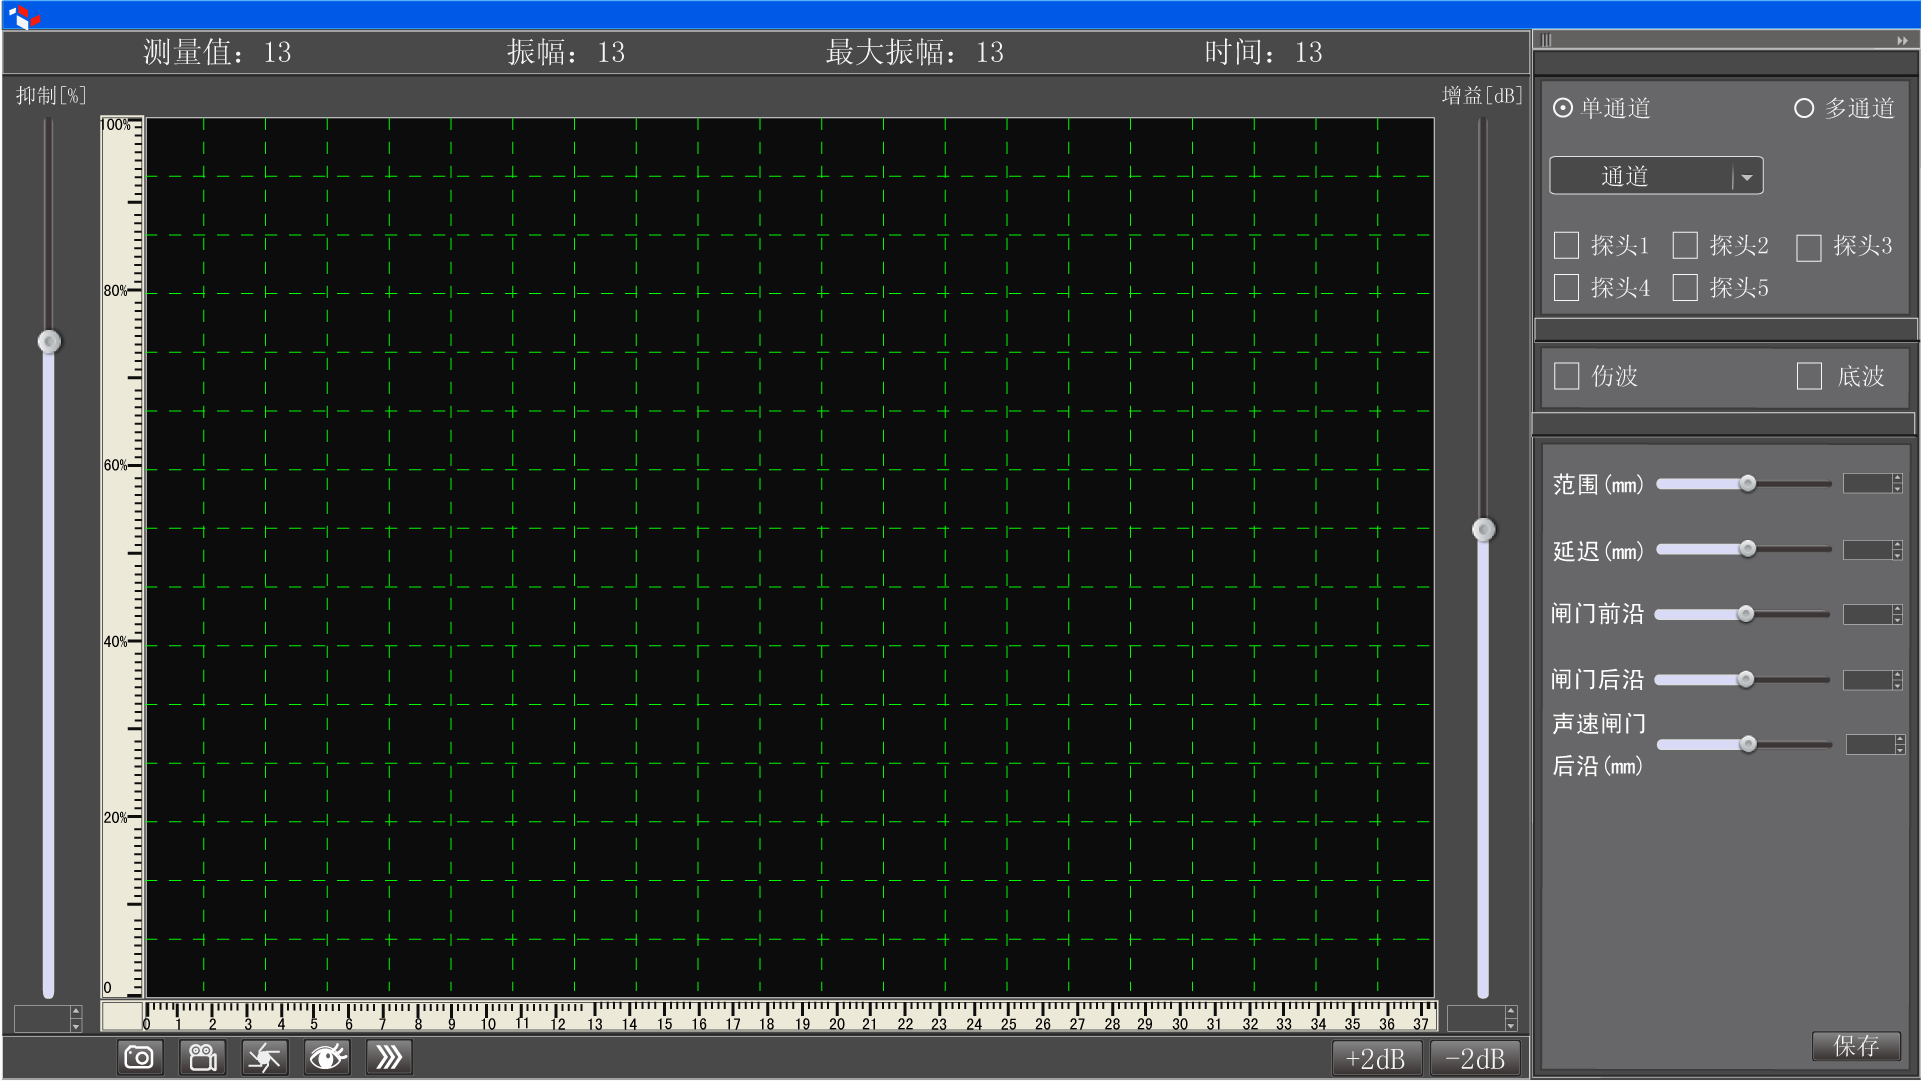 测量值：13 振幅：13 最大振幅：13 时间：13
抑制[%]
增益[dB]
100%
80%
60%
40%
20%
0
0 1 2 3 4 5 6 7 8 9 10 11 12 13 14 15 16 17 18 19 20 21 22 23 24 25 26 27 28 29 30 31 32 33 34 35 36 37
+2dB -2dB
单通道 多通道
通道
探头1 探头2 探头3
探头4 探头5
伤波 底波
范围(mm)
延迟(mm)
闸门前沿
闸门后沿
声速闸门
后沿(mm)
保存